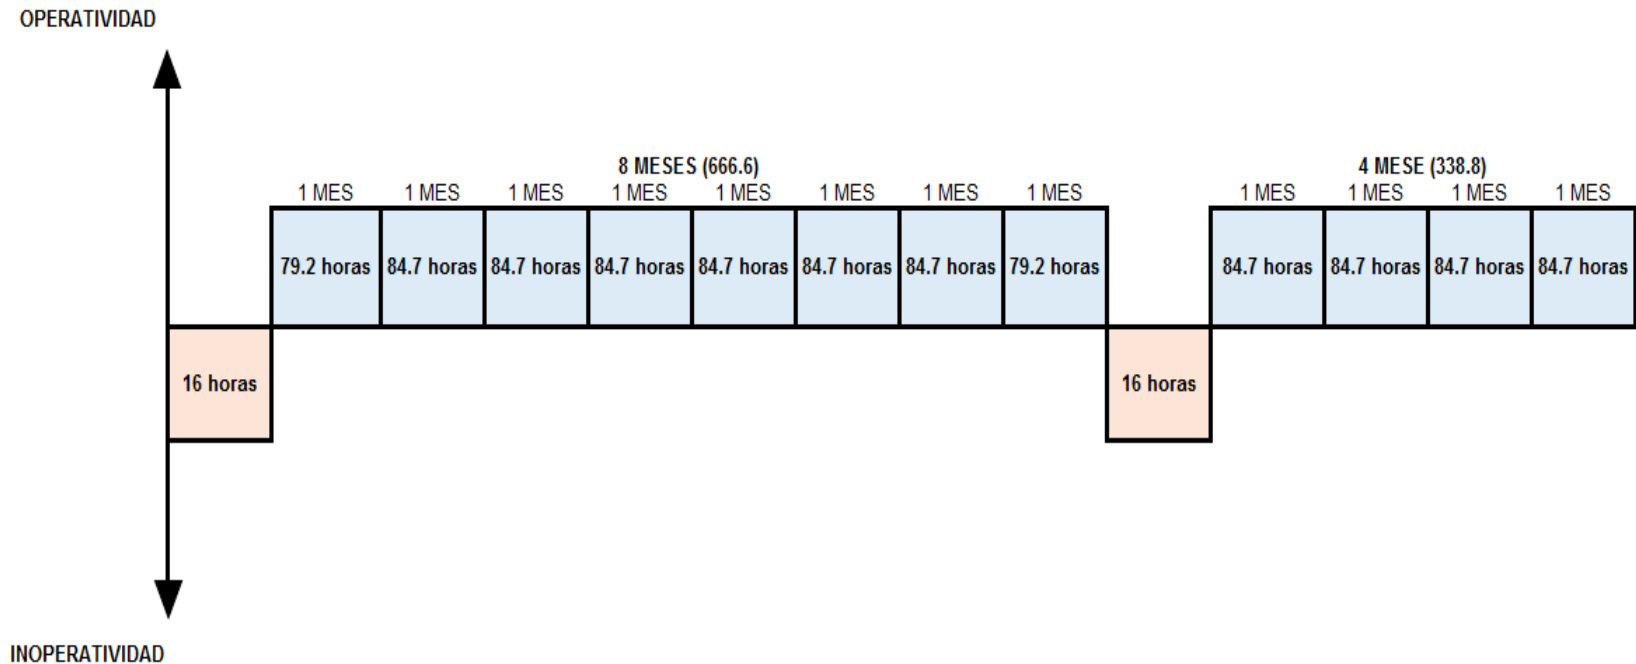 OPERATIVIDAD
8 MESES (666.6)
4 MESE (338.8)
1 MES 1 MES 1 MES 1 MES 1 MES 1 MES 1 MES 1 MES 1 MES 1 MES 1 MES 1 MES
79.2 horas 84.7 horas 84.7 horas 84.7 horas 84.7 horas 84.7 horas 84.7 horas 79.2 horas 84.7 horas 84.7 horas 84.7 horas 84.7 horas
16 horas 16 horas
INOPERATIVIDAD